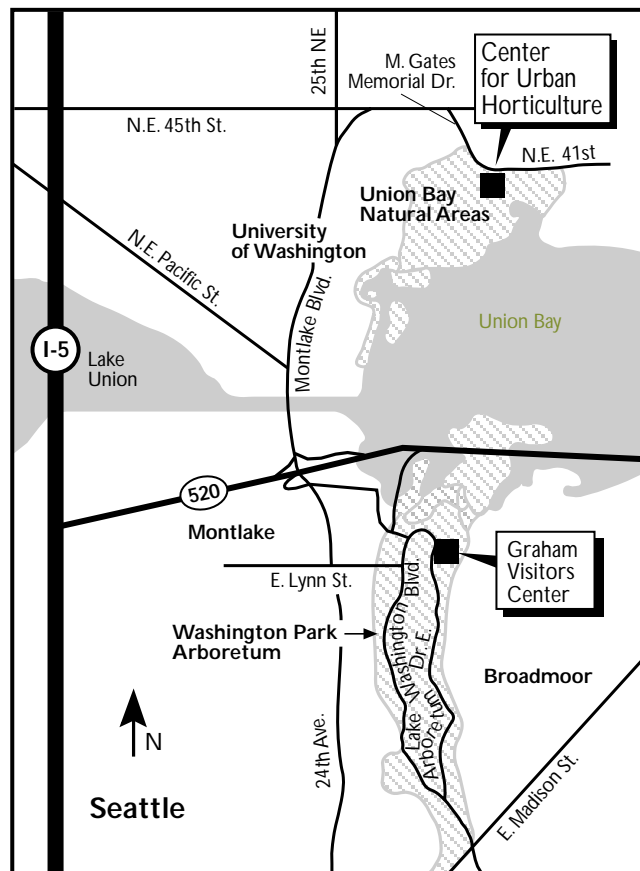 25th NE
M. Gates
Memorial Dr.
Center
for Urban
Horticulture
N.E. 45th St.
N.E. 41st
Union Bay
Natural Areas
University
of Washington
N.E. Pacific St.
Montlake Blvd.
Union Bay
I-5
Lake
Union
520
Montlake
Graham
Visitors
Center
E. Lynn St.
Lake Washington Blvd.
Arboretum Dr. E.
Washington Park
Arboretum
Broadmoor
N
24th Ave.
E. Madison St.
Seattle